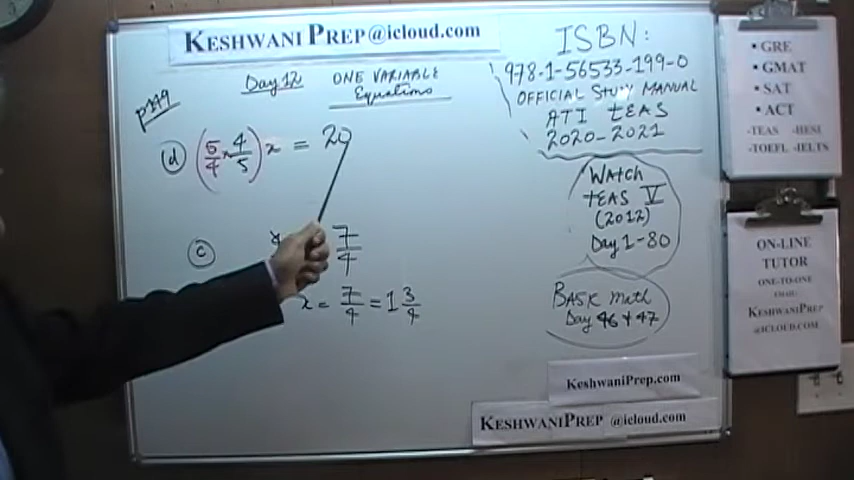 KESHWANI PREP@icloud.com
Day 12 ONE VARIABLE
Equations
p349
(d) (5/4 × 4/5) x = 20
(c) 7/4
x = 7/4 = 1 3/4
ISBN:
978-1-56533-199-0
OFFICIAL STUDY MANUAL
ATI TEAS
2020-2021
WATCH
TEAS V
(2012)
Day 1-80
BASIC Math
Day 46 & 47
KESHWANIPREP.COM
KESHWANIPREP @icloud.com
• GRE
• GMAT
• SAT
• ACT
-TEAS -HESI
-TOEFL -IELTS
ON-LINE
TUTOR
ONE-TO-ONE
EMAIL:
KESHWANIPREP
@ICLOUD.COM